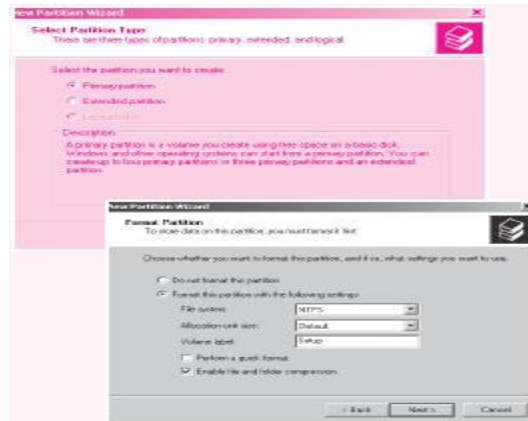 New Partition Wizard
Select Partition Type
There are three types of partitions: primary, extended, and logical.
Select the partition you want to create:
Primary partition
Extended partition
Logical drive
Description
A primary partition is a volume you create using free space on a basic disk.
Windows and other operating systems can start from a primary partition. You can
create up to four primary partitions or three primary partitions and an extended
partition.
New Partition Wizard
Format Partition
To store data on this partition, you must format it first.
Choose whether you want to format this partition, and if so, what settings you want to use.
Do not format this partition
Format this partition with the following settings:
File system: NTFS
Allocation unit size: Default
Volume label: Setup
Perform a quick format
Enable file and folder compression
< Back Next > Cancel